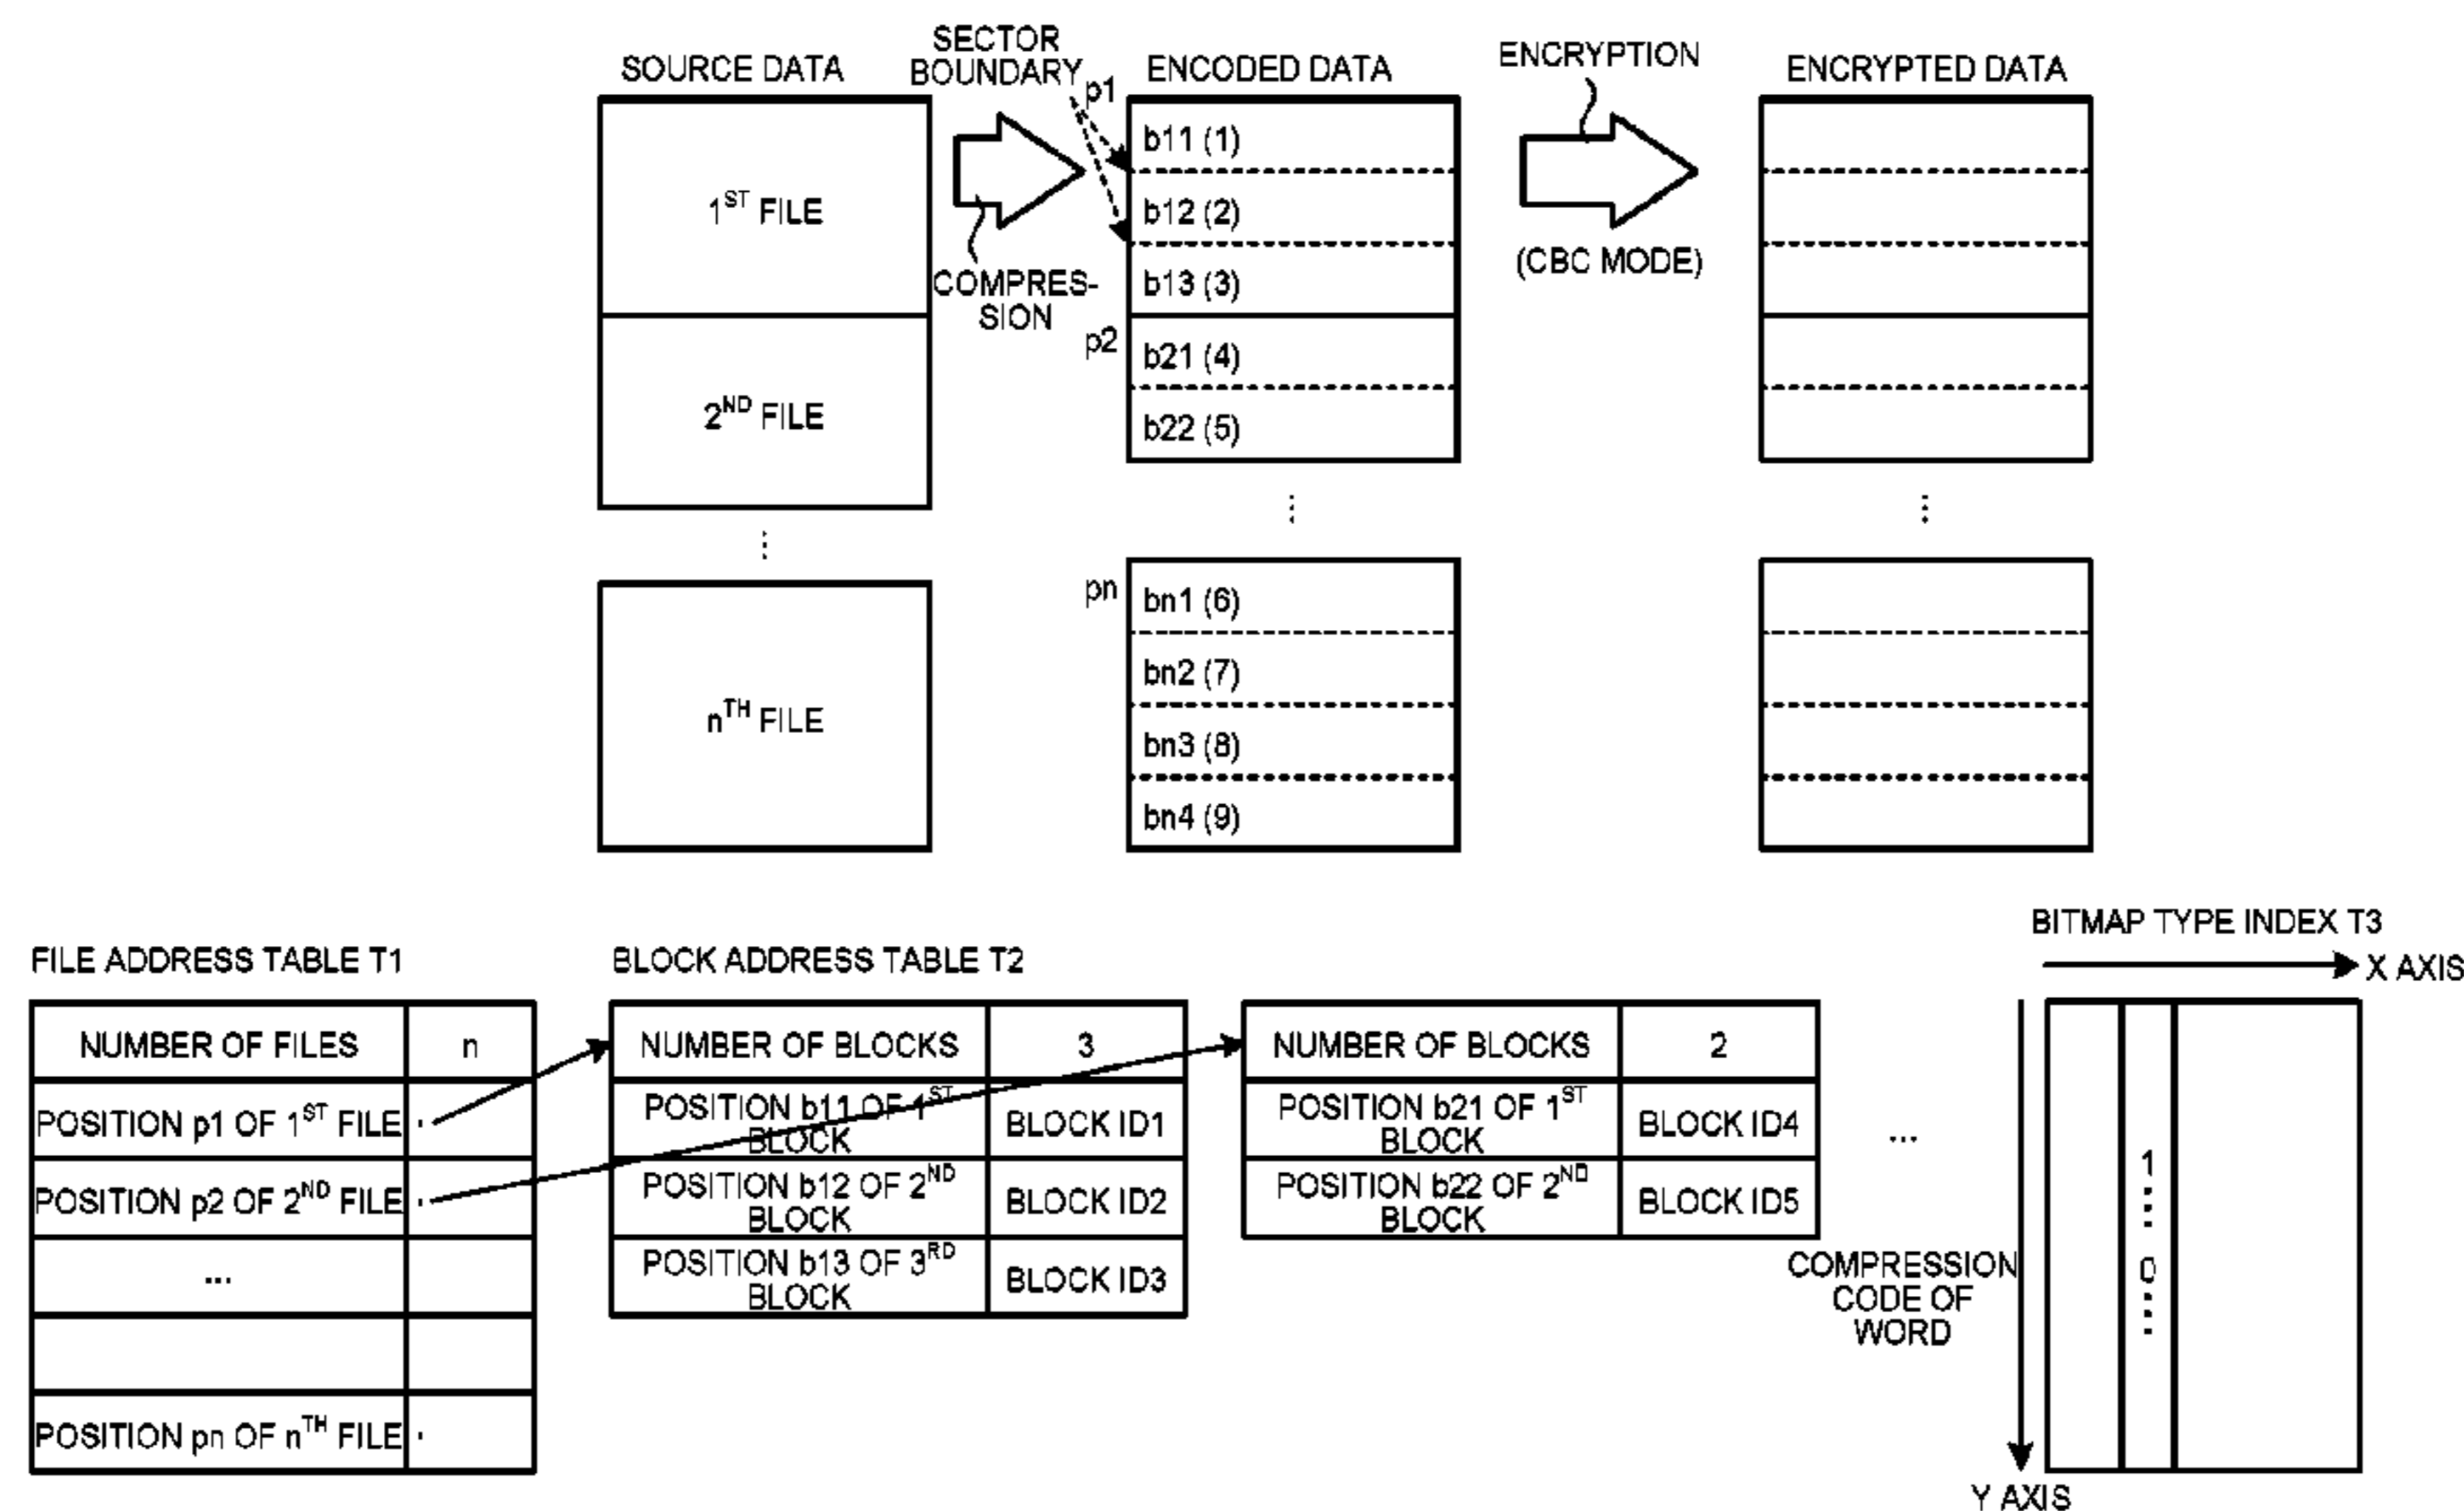 SOURCE DATA
SECTOR
BOUNDARY
ENCODED DATA
ENCRYPTION
ENCRYPTED DATA
1ST FILE
2ND FILE
⋮
nTH FILE
COMPRES-
SION
p1
b11 (1)
b12 (2)
b13 (3)
p2
b21 (4)
b22 (5)
⋮
pn
bn1 (6)
bn2 (7)
bn3 (8)
bn4 (9)
(CBC MODE)
⋮
FILE ADDRESS TABLE T1
NUMBER OF FILES n
POSITION p1 OF 1ST FILE
POSITION p2 OF 2ND FILE
...
POSITION pn OF nTH FILE
BLOCK ADDRESS TABLE T2
NUMBER OF BLOCKS 3
POSITION b11 OF 1ST
BLOCK
BLOCK ID1
POSITION b12 OF 2ND
BLOCK
BLOCK ID2
POSITION b13 OF 3RD
BLOCK
BLOCK ID3
NUMBER OF BLOCKS 2
POSITION b21 OF 1ST
BLOCK
BLOCK ID4
POSITION b22 OF 2ND
BLOCK
BLOCK ID5
...
BITMAP TYPE INDEX T3
X AXIS
COMPRESSION
CODE OF
WORD
1
⋮
0
⋮
Y AXIS